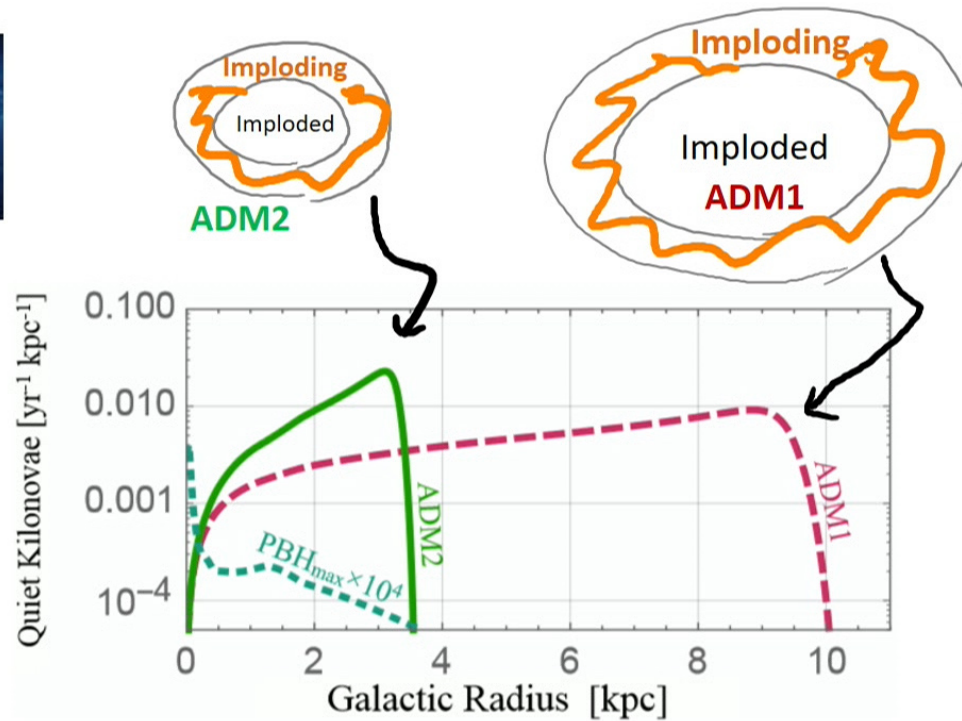 Imploding
Imploded
ADM2
Imploding
Imploded
ADM1
Quiet Kilonovae [yr⁻¹ kpc⁻¹]
0.100
0.010
0.001
10⁻⁴
ADM2
ADM1
PBHmax×10⁴
0 2 4 6 8 10
Galactic Radius [kpc]